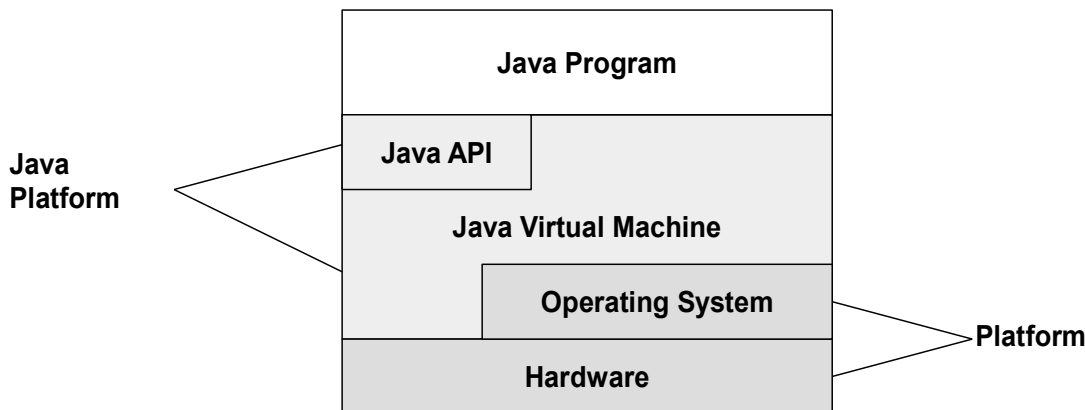 Java Program
Java API
Java
Platform
Java Virtual Machine
Operating System
Platform
Hardware